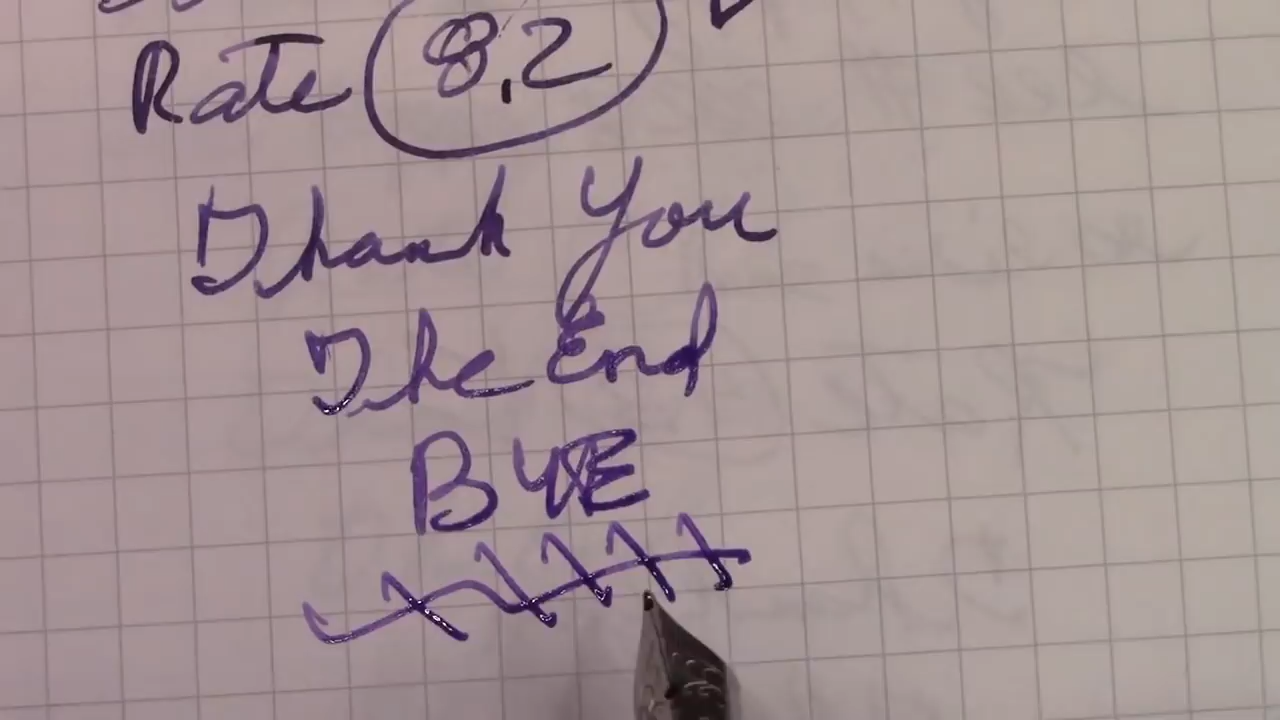 Rate 8,2
Thank You
The End
BYE